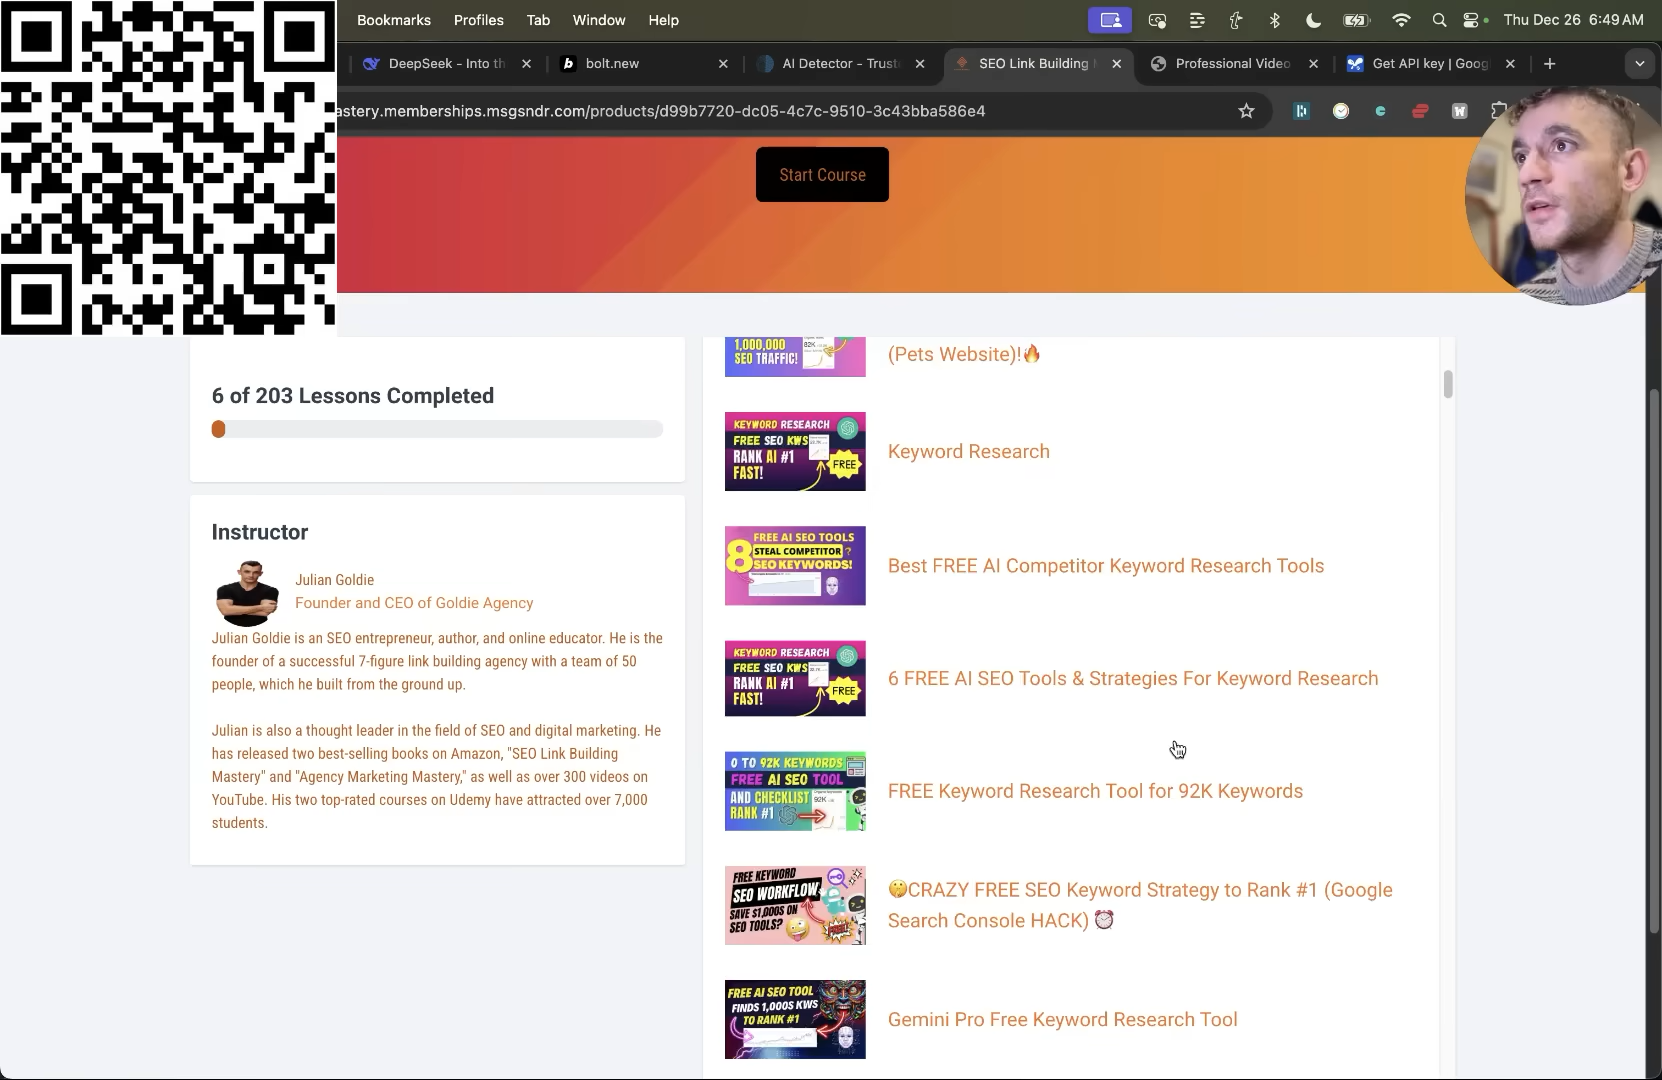 Bookmarks Profiles Tab Window Help
Thu Dec 26 6:49 AM
DeepSeek - Into th
bolt.new
AI Detector - Trust
SEO Link Building
Professional Video
Get API key | Goog
astery.memberships.msgsndr.com/products/d99b7720-dc05-4c7c-9510-3c43bba586e4
Start Course
6 of 203 Lessons Completed
Instructor
Julian Goldie
Founder and CEO of Goldie Agency
Julian Goldie is an SEO entrepreneur, author, and online educator. He is the
founder of a successful 7-figure link building agency with a team of 50
people, which he built from the ground up.
Julian is also a thought leader in the field of SEO and digital marketing. He
has released two best-selling books on Amazon, "SEO Link Building
Mastery" and "Agency Marketing Mastery," as well as over 300 videos on
YouTube. His two top-rated courses on Udemy have attracted over 7,000
students.
1,000,000
SEO TRAFFIC!
82K
(Pets Website)!🔥
KEYWORD RESEARCH
FREE SEO KWS
RANK AI #1
FAST!
FREE
Keyword Research
8 FREE AI SEO TOOLS
STEAL COMPETITOR ?
SEO KEYWORDS!
Best FREE AI Competitor Keyword Research Tools
KEYWORD RESEARCH
FREE SEO KWS
RANK AI #1
FAST!
FREE
6 FREE AI SEO Tools & Strategies For Keyword Research
0 TO 92K KEYWORDS
FREE AI SEO TOOL
AND CHECKLIST
RANK #1
92K
FREE Keyword Research Tool for 92K Keywords
FREE KEYWORD
SEO WORKFLOW
SAVE $1,000S ON
SEO TOOLS?
🤫CRAZY FREE SEO Keyword Strategy to Rank #1 (Google
Search Console HACK) ⏰
FREE AI SEO TOOL
FINDS 1,000S KWS
TO RANK #1
Gemini Pro Free Keyword Research Tool